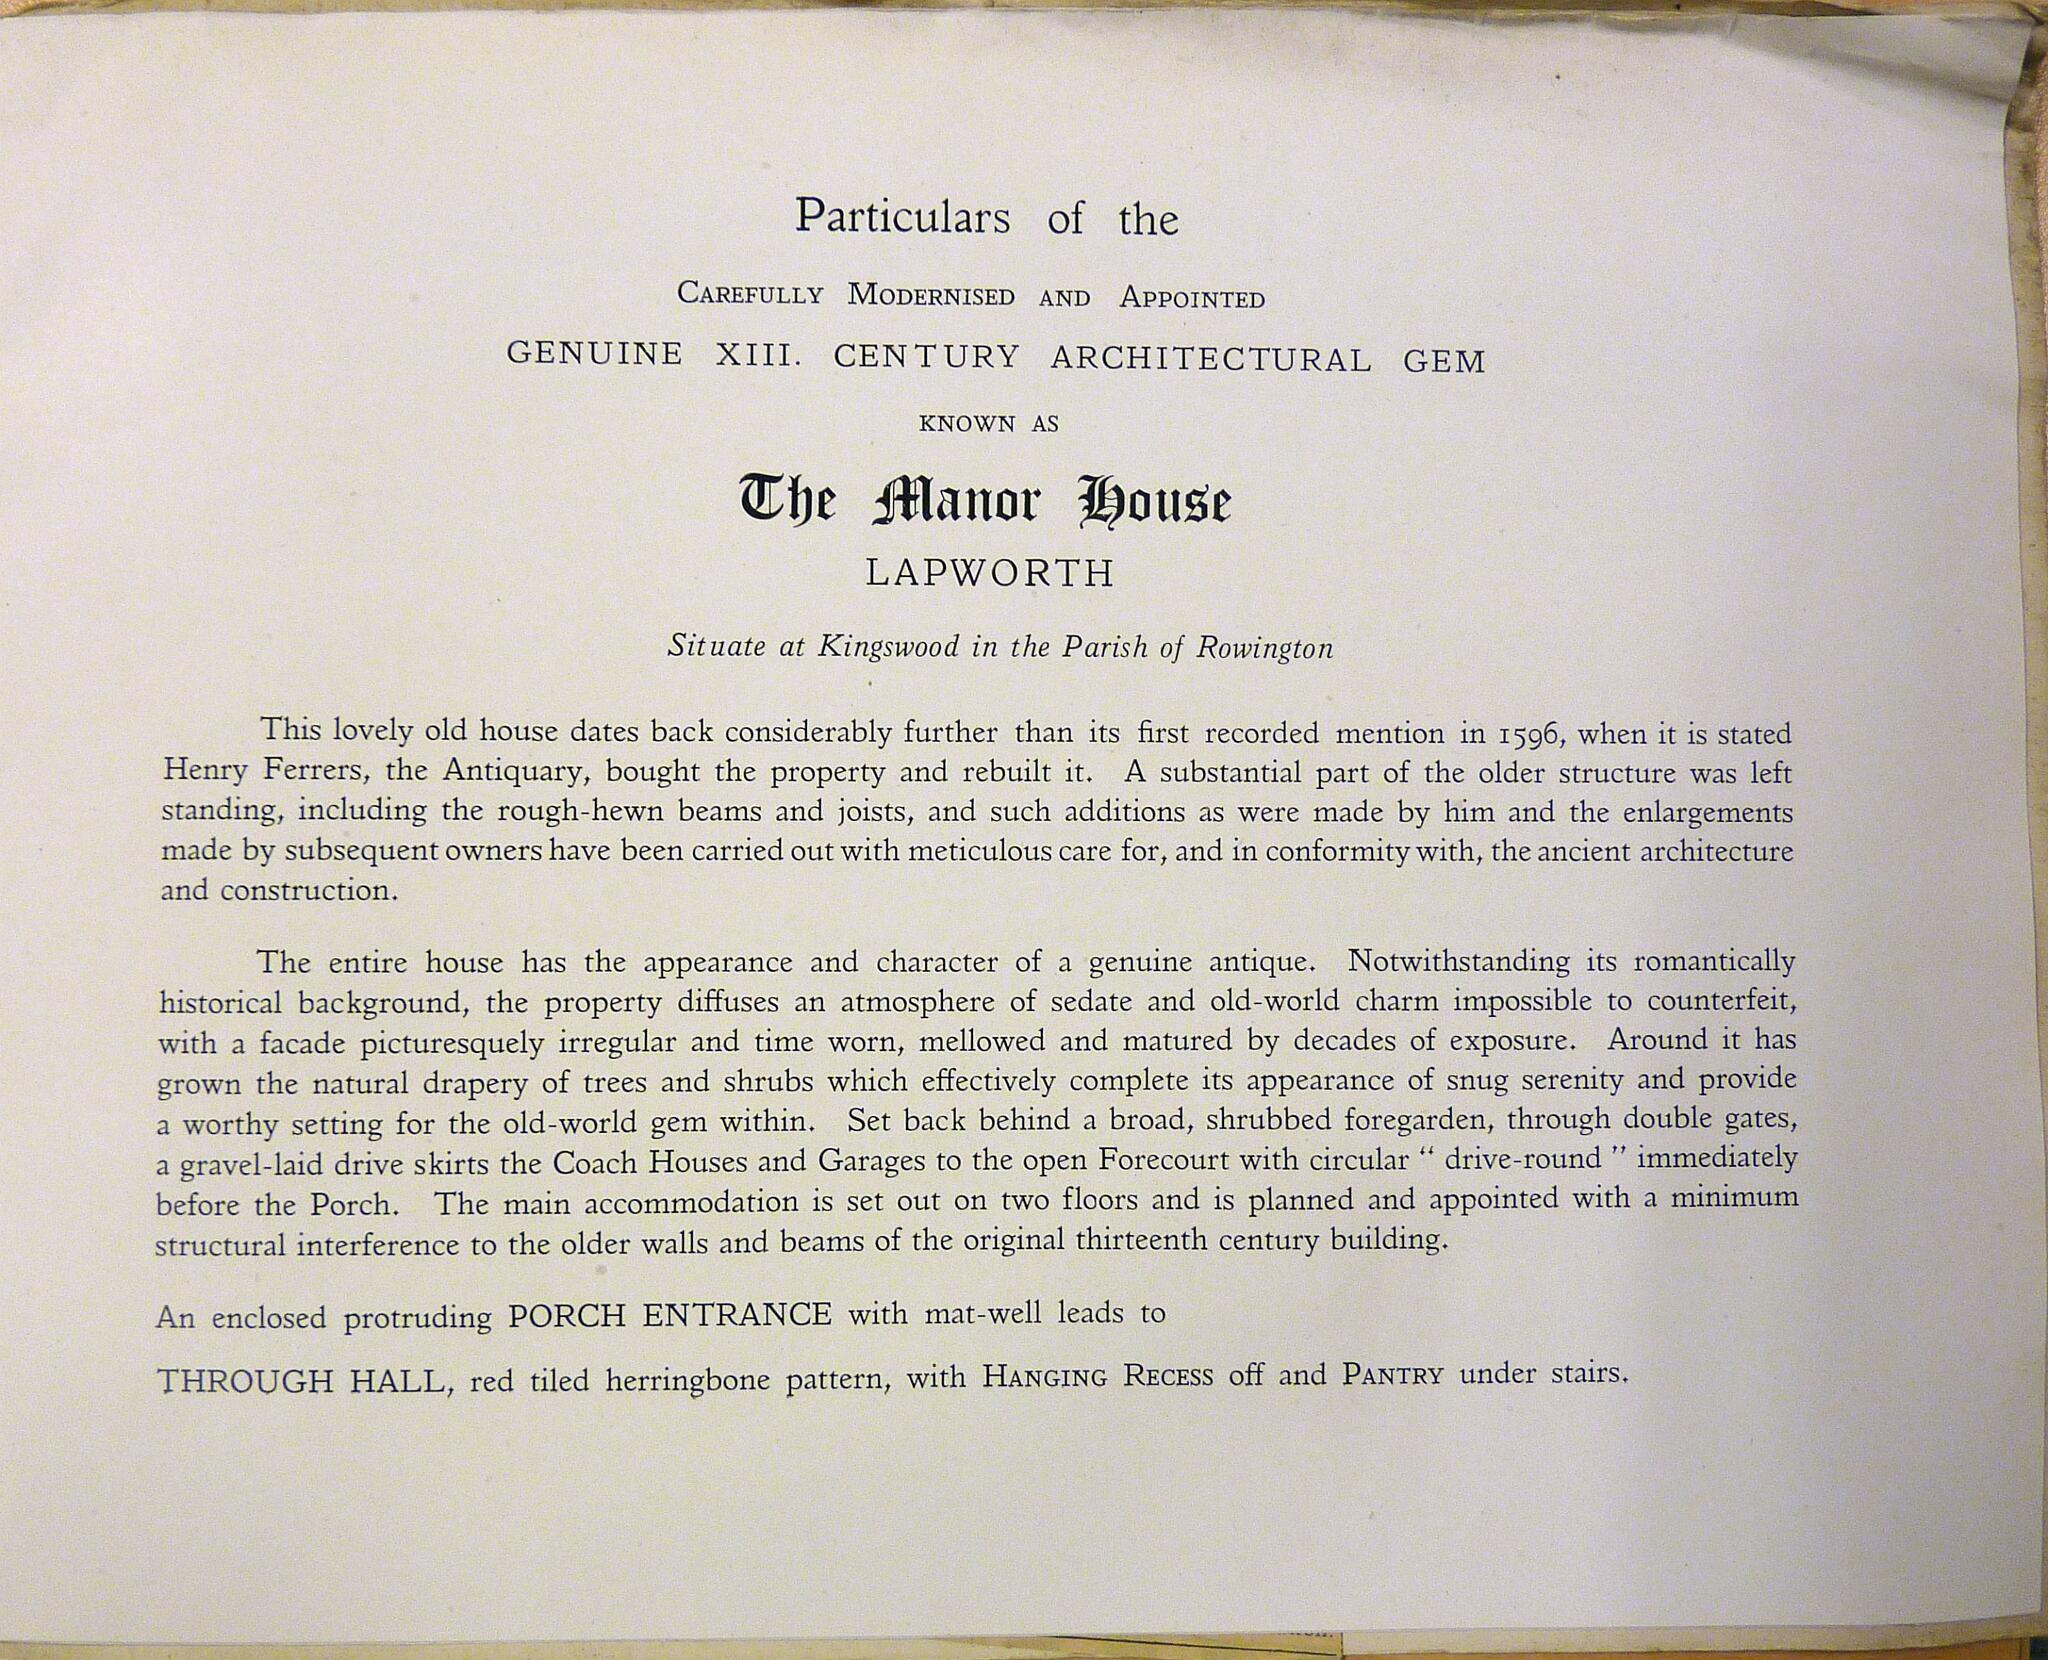 Particulars of the
CAREFULLY MODERNISED AND APPOINTED
GENUINE XIII. CENTURY ARCHITECTURAL GEM
KNOWN AS
The Manor House
LAPWORTH
Situate at Kingswood in the Parish of Rowington
This lovely old house dates back considerably further than its first recorded mention in 1596, when it is stated
Henry Ferrers, the Antiquary, bought the property and rebuilt it. A substantial part of the older structure was left
standing, including the rough-hewn beams and joists, and such additions as were made by him and the enlargements
made by subsequent owners have been carried out with meticulous care for, and in conformity with, the ancient architecture
and construction.
The entire house has the appearance and character of a genuine antique. Notwithstanding its romantically
historical background, the property diffuses an atmosphere of sedate and old-world charm impossible to counterfeit,
with a facade picturesquely irregular and time worn, mellowed and matured by decades of exposure. Around it has
grown the natural drapery of trees and shrubs which effectively complete its appearance of snug serenity and provide
a worthy setting for the old-world gem within. Set back behind a broad, shrubbed foregarden, through double gates,
a gravel-laid drive skirts the Coach Houses and Garages to the open Forecourt with circular “ drive-round ” immediately
before the Porch. The main accommodation is set out on two floors and is planned and appointed with a minimum
structural interference to the older walls and beams of the original thirteenth century building.
An enclosed protruding PORCH ENTRANCE with mat-well leads to
THROUGH HALL, red tiled herringbone pattern, with HANGING RECESS off and PANTRY under stairs.